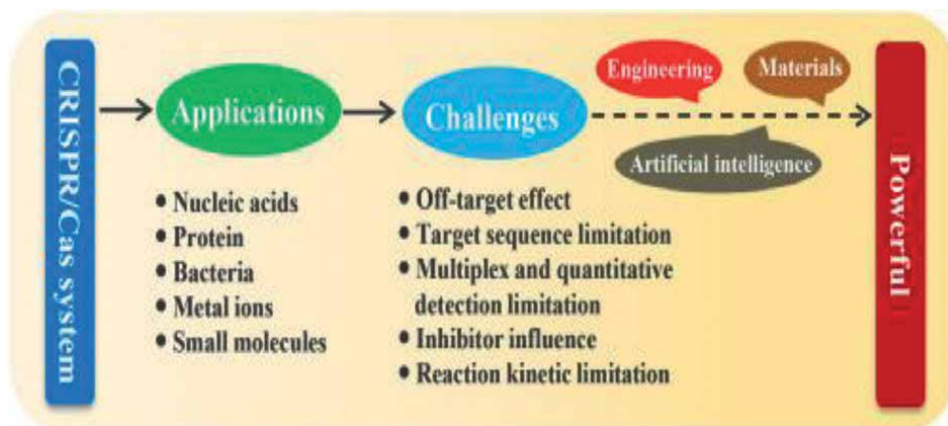 CRISPR/Cas system
Applications
• Nucleic acids
• Protein
• Bacteria
• Metal ions
• Small molecules
Challenges
• Off-target effect
• Target sequence limitation
• Multiplex and quantitative
detection limitation
• Inhibitor influence
• Reaction kinetic limitation
Engineering
Materials
Artificial intelligence
Powerful